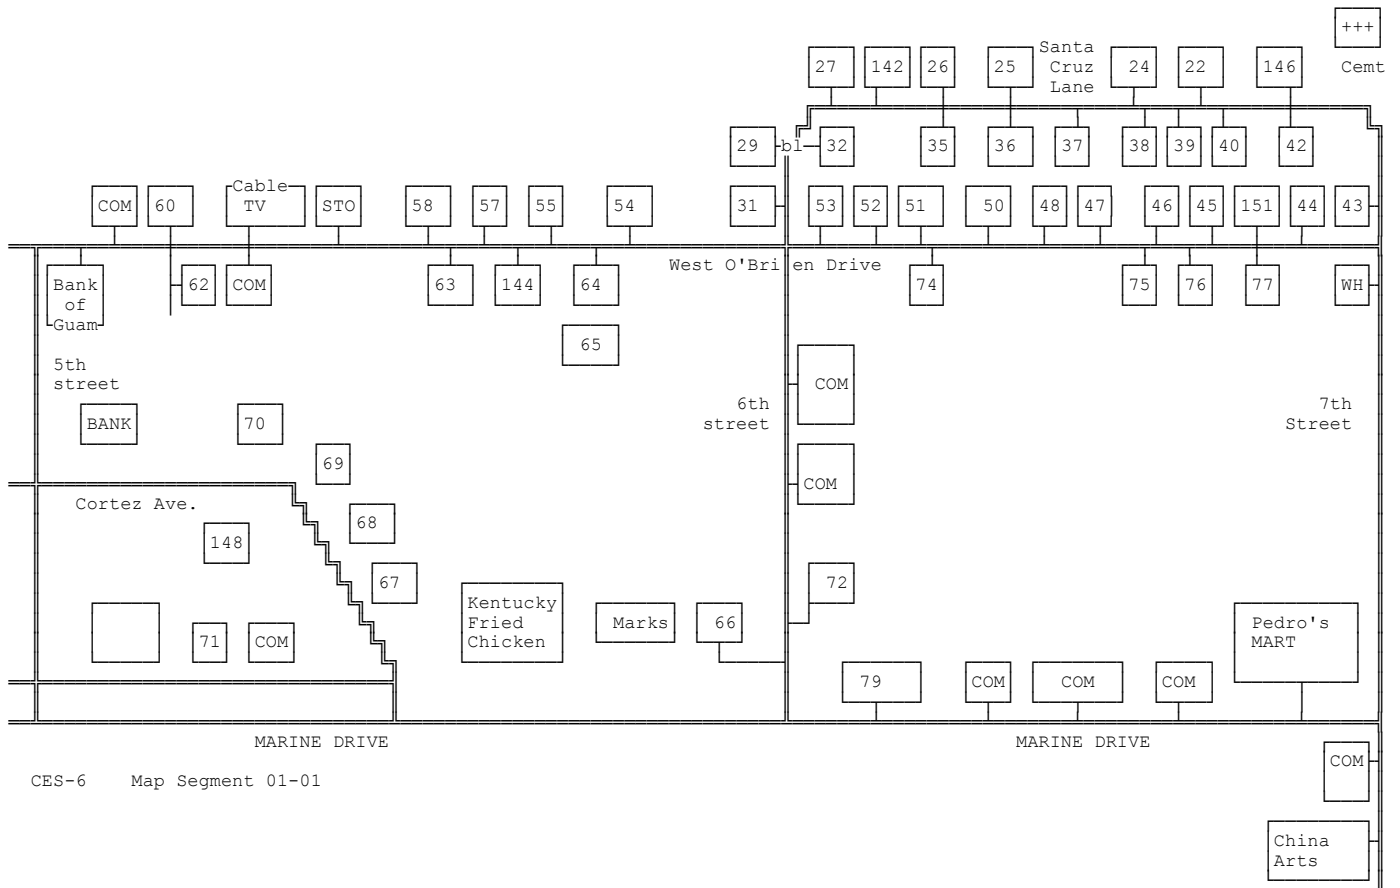 +++
Santa
27 142 26 25 Cruz 24 22 146 Cemt
Lane
29 bl 32 35 36 37 38 39 40 42
Cable
COM 60 TV STO 58 57 55 54 31 53 52 51 50 48 47 46 45 151 44 43
West O'Brien Drive
Bank 62 COM 63 144 64 74 75 76 77 WH
of
Guam
65
5th
street
COM
6th 7th
street Street
BANK 70
69
COM
Cortez Ave.
68
148
67 72
Kentucky
Fried Marks 66 Pedro's
Chicken MART
71 COM
79 COM COM COM
MARINE DRIVE MARINE DRIVE
COM
CES-6 Map Segment 01-01
China
Arts